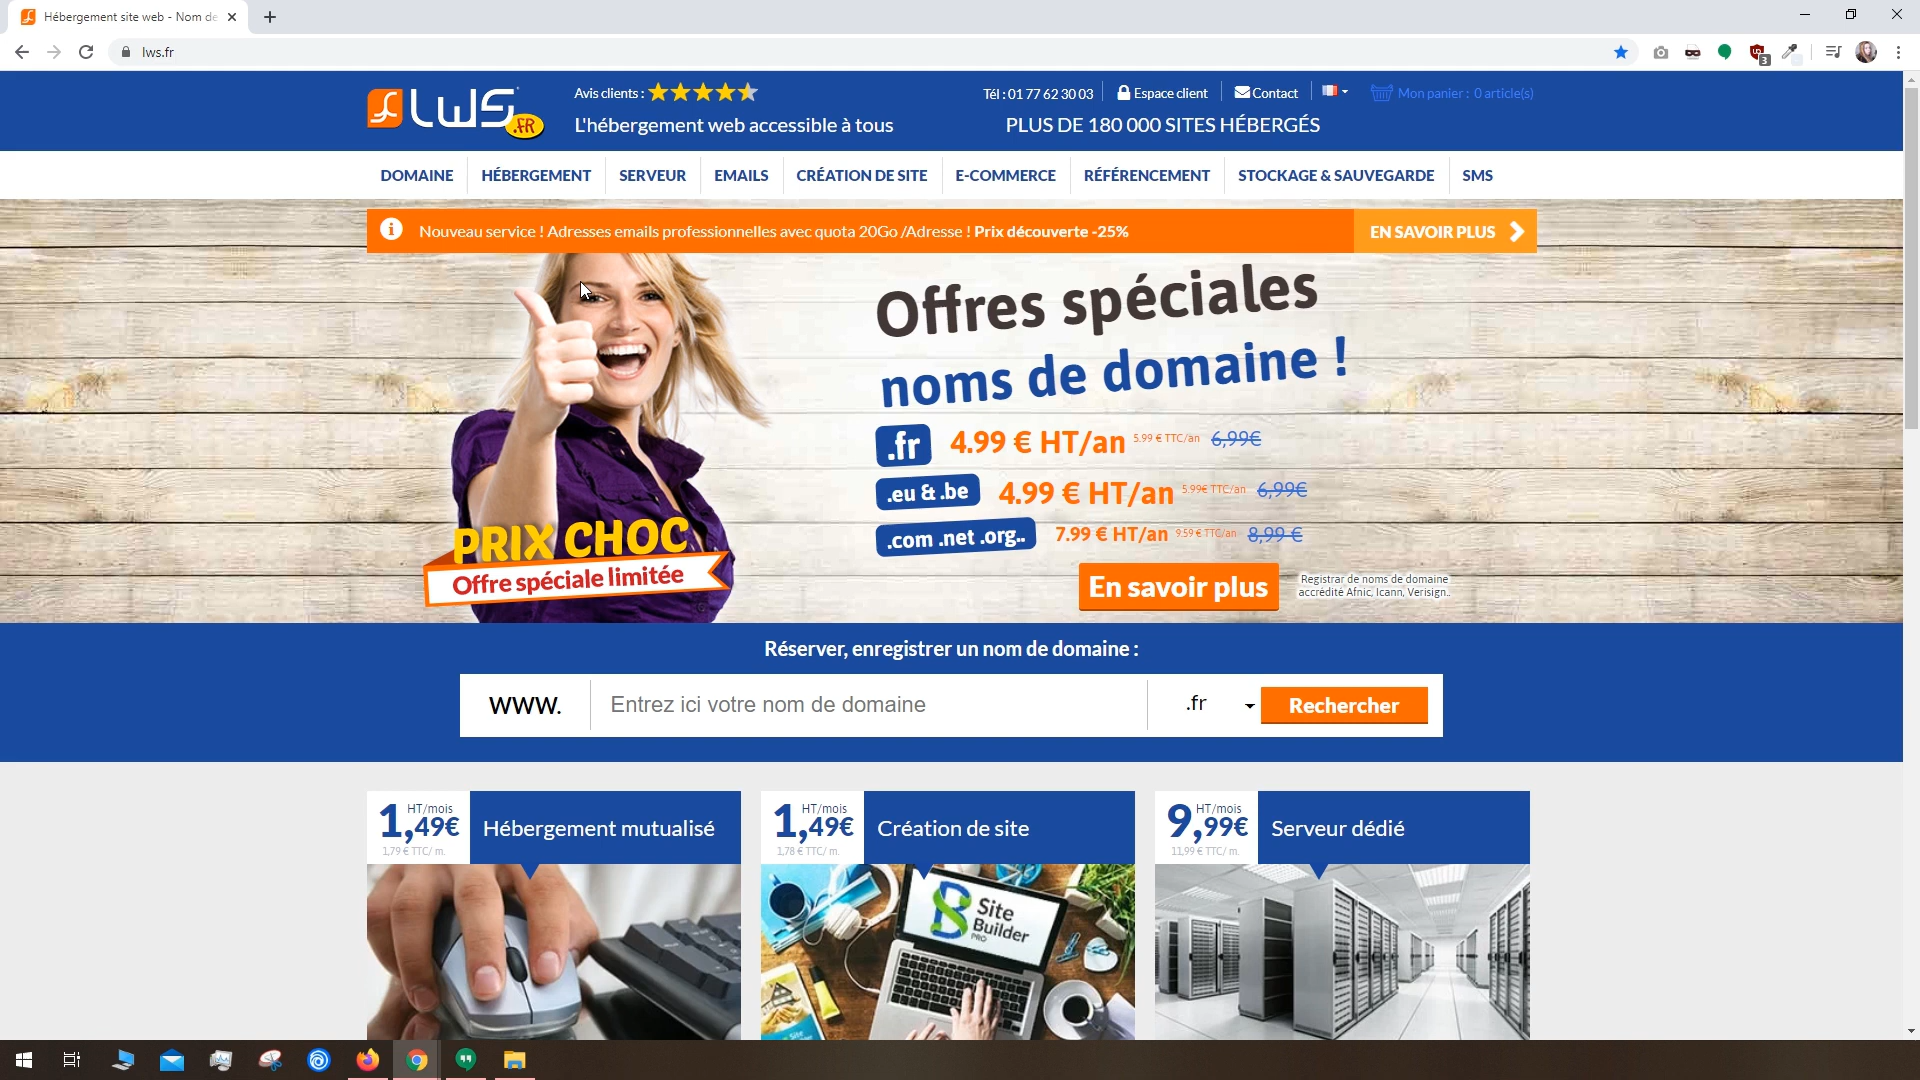 Hébergement site web - Nom de
lws.fr
3
LWS.FR
Avis clients :
L'hébergement web accessible à tous
Tél : 01 77 62 30 03
Espace client
Contact
Mon panier : 0 article(s)
PLUS DE 180 000 SITES HÉBERGÉS
DOMAINE
HÉBERGEMENT
SERVEUR
EMAILS
CRÉATION DE SITE
E-COMMERCE
RÉFÉRENCEMENT
STOCKAGE & SAUVEGARDE
SMS
Nouveau service ! Adresses emails professionnelles avec quota 20Go /Adresse ! Prix découverte -25%
EN SAVOIR PLUS
Offres spéciales
noms de domaine !
.fr 4.99 € HT/an 5.99 € TTC/an 6,99€
.eu & .be 4.99 € HT/an 5.99€ TTC/an 6,99€
.com .net .org.. 7.99 € HT/an 9.59 € TTC/an 8,99 €
PRIX CHOC
Offre spéciale limitée
En savoir plus
Registrar de noms de domaine
accrédité Afnic, Icann, Verisign..
Réserver, enregistrer un nom de domaine :
www.
Entrez ici votre nom de domaine
.fr
Rechercher
1,49€ HT/mois
1,79 € TTC/ m.
Hébergement mutualisé
1,49€ HT/mois
1,78 € TTC/ m.
Création de site
Site
Builder
PRO
9,99€ HT/mois
11,99 € TTC/ m.
Serveur dédié